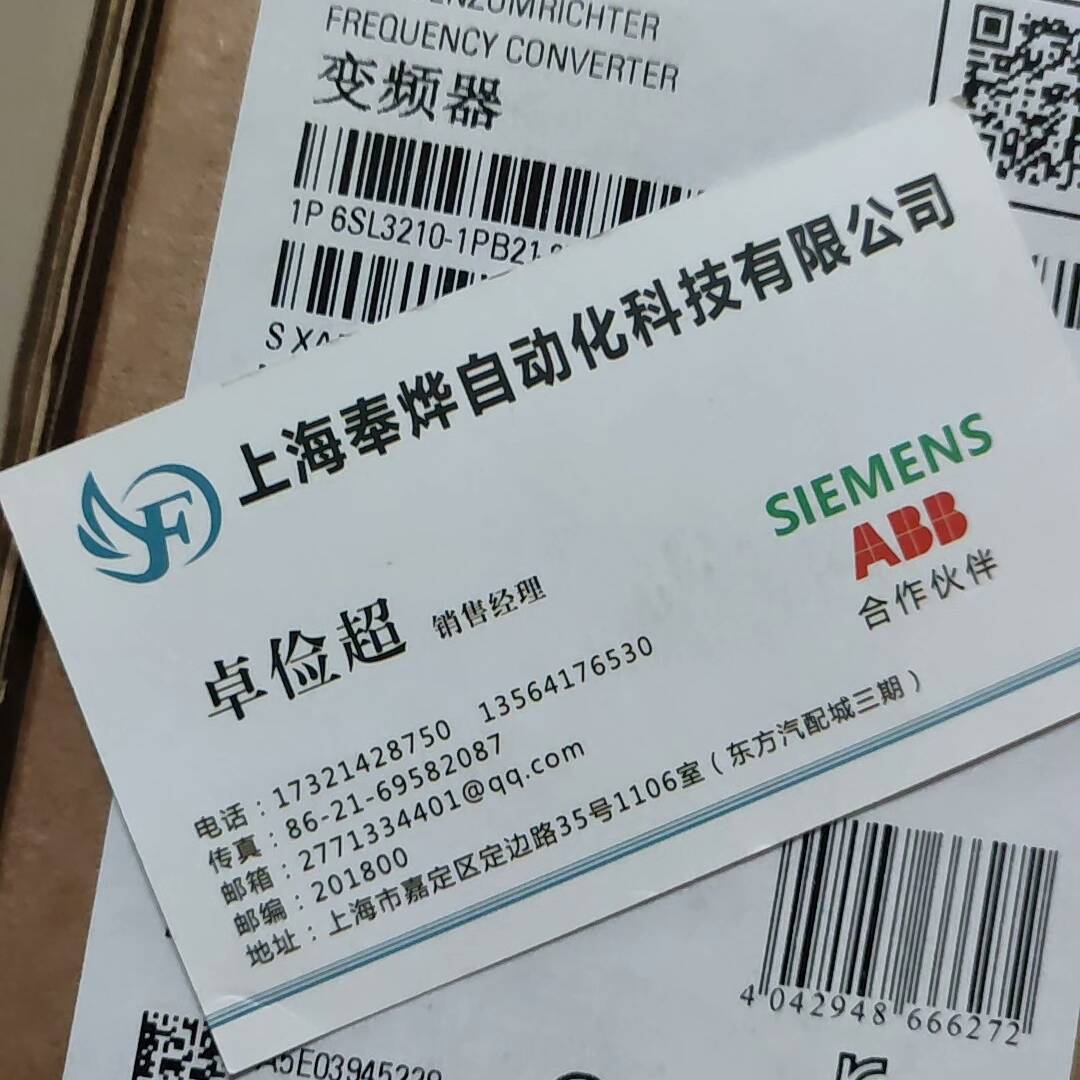 FREQUENCY CONVERTER
变频器
1P 6SL3210-1PB21
S XA
上海奉烨自动化科技有限公司
F
SIEMENS
ABB
合作伙伴
卓俭超 销售经理
电话：17321428750 13564176530
传真：86-21-69582087
邮箱：2771334401@qq.com
邮编：201800
地址：上海市嘉定区定边路35号1106室（东方汽配城三期）
4 042948 666272
A5E03945229